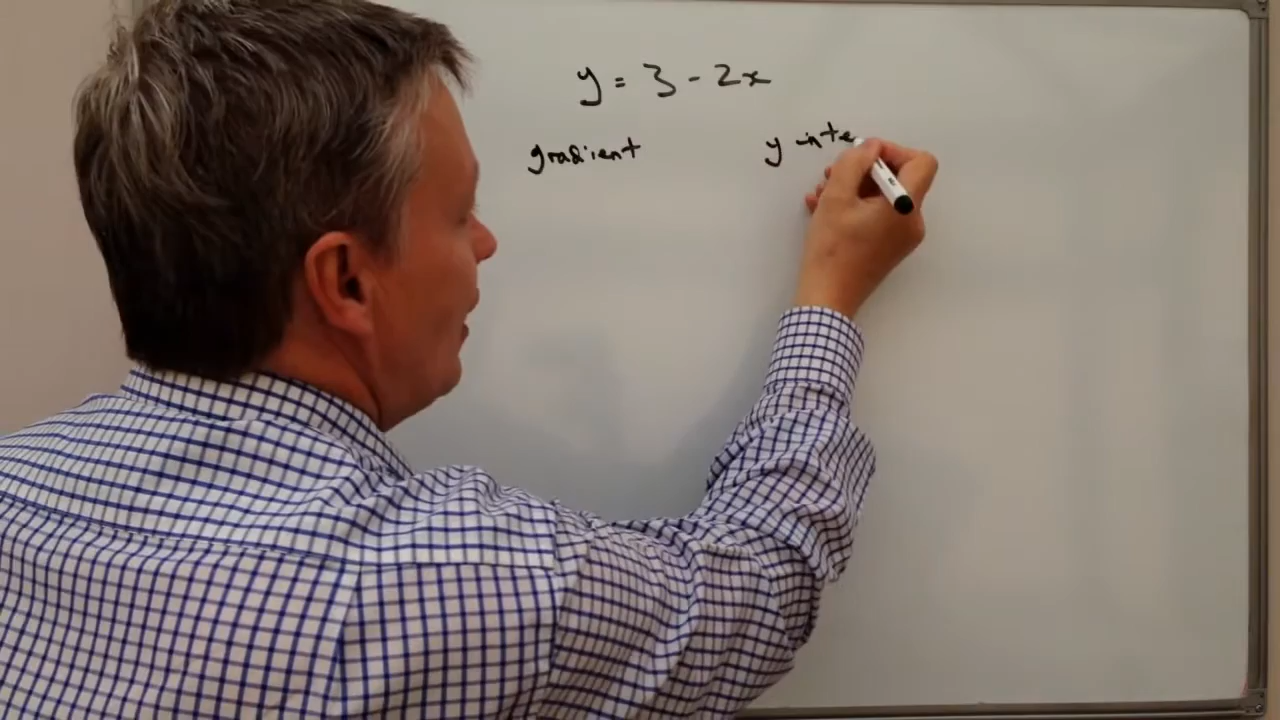 y = 3 - 2x
gradient y inte